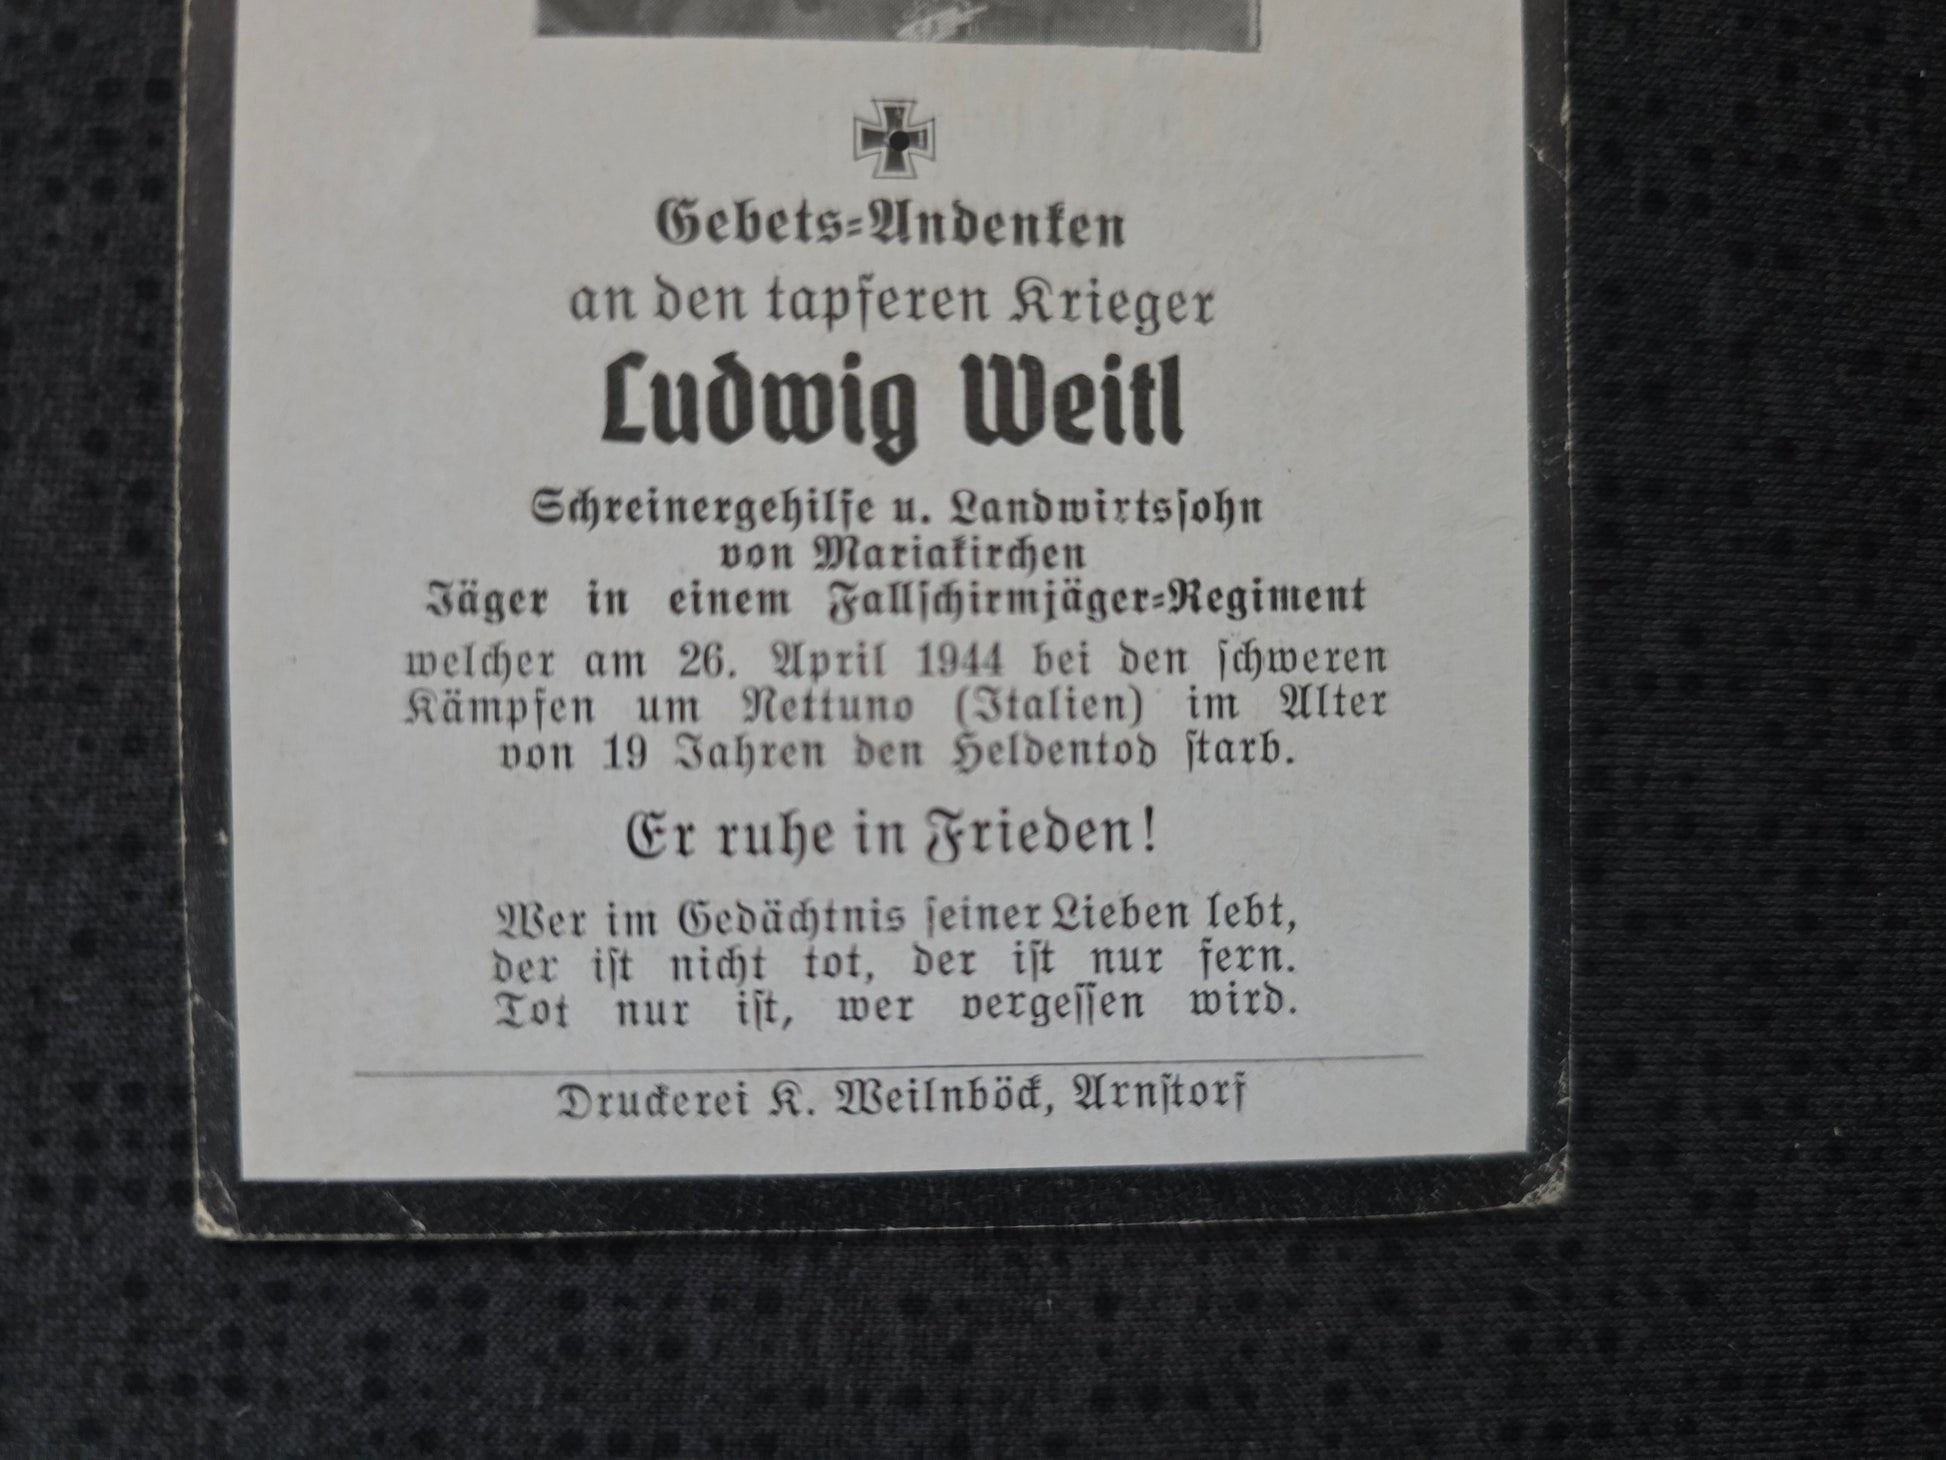 Gebets=Andenken
an den tapferen Krieger
Ludwig Weitl
Schreinergehilfe u. Landwirtssohn
von Mariakirchen
Jäger in einem Fallschirmjäger=Regiment
welcher am 26. April 1944 bei den schweren
Kämpfen um Nettuno (Italien) im Alter
von 19 Jahren den Heldentod starb.
Er ruhe in Frieden!
Wer im Gedächtnis seiner Lieben lebt,
der ist nicht tot, der ist nur fern.
Tot nur ist, wer vergessen wird.
Druckerei K. Weilnböck, Arnstorf